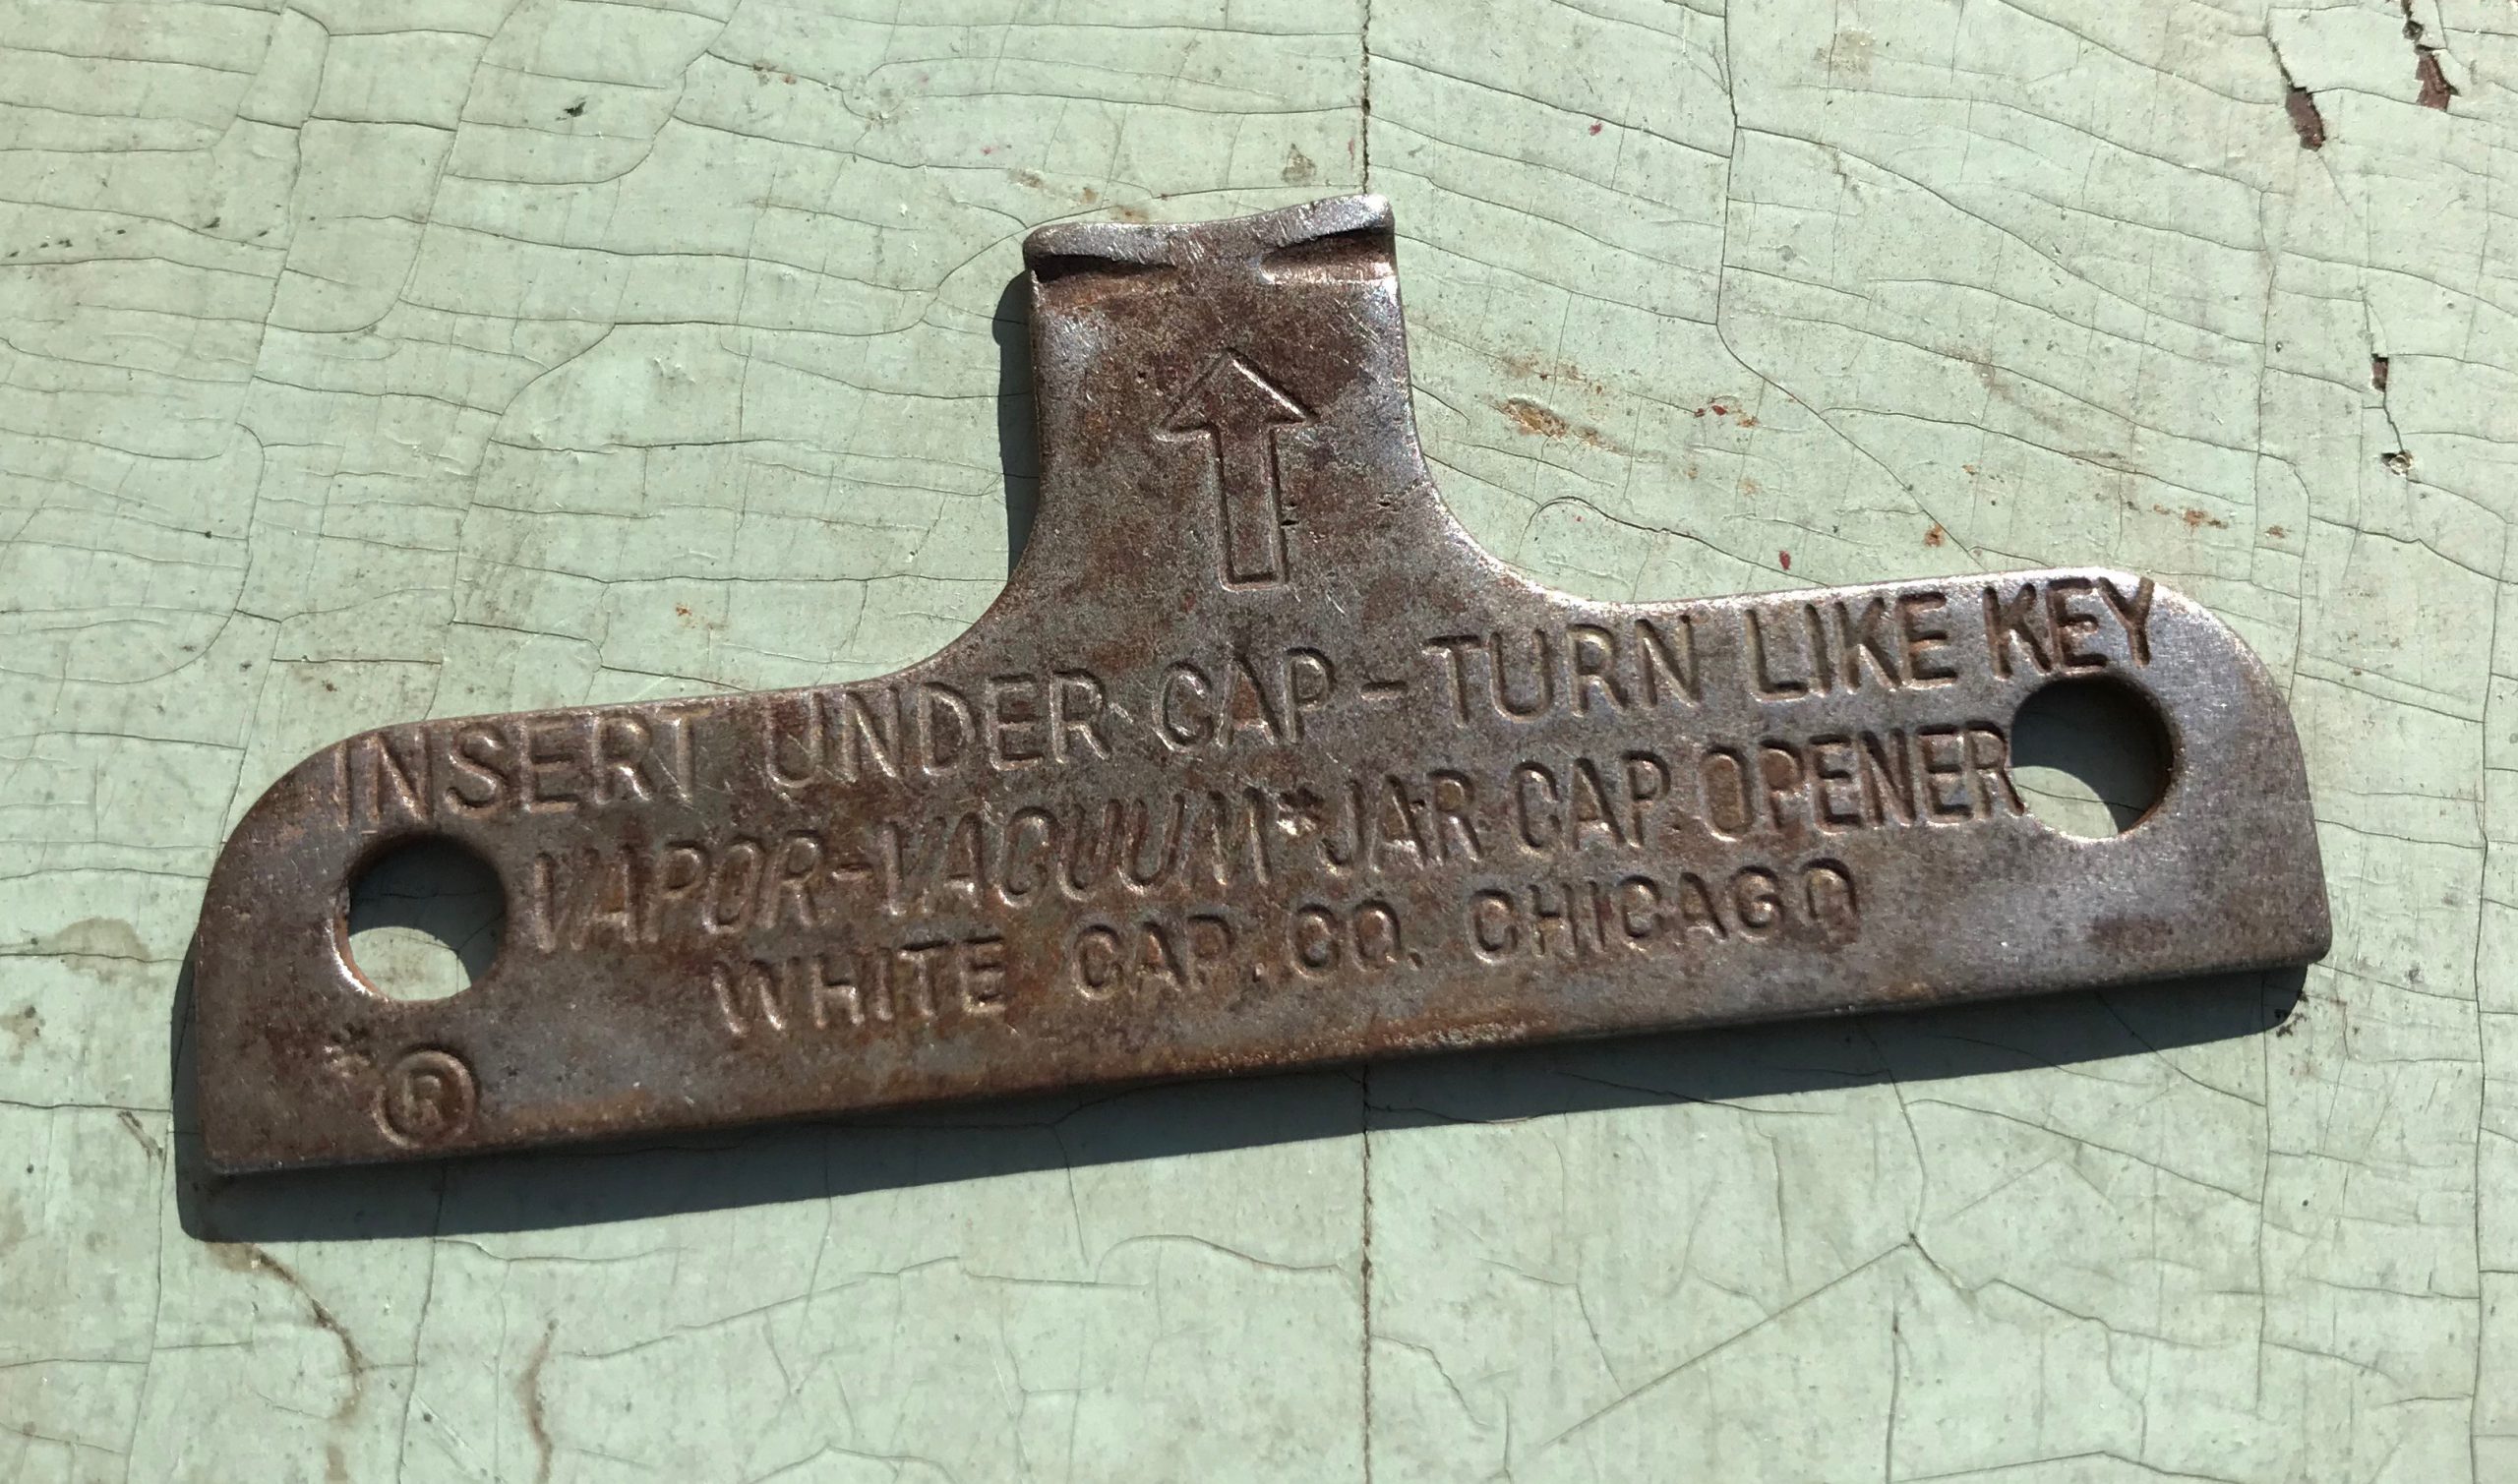 INSERT UNDER CAP-TURN LIKE KEY
VAPOR-VACUUM*JAR CAP OPENER
WHITE CAP. CO. CHICAGO
*®